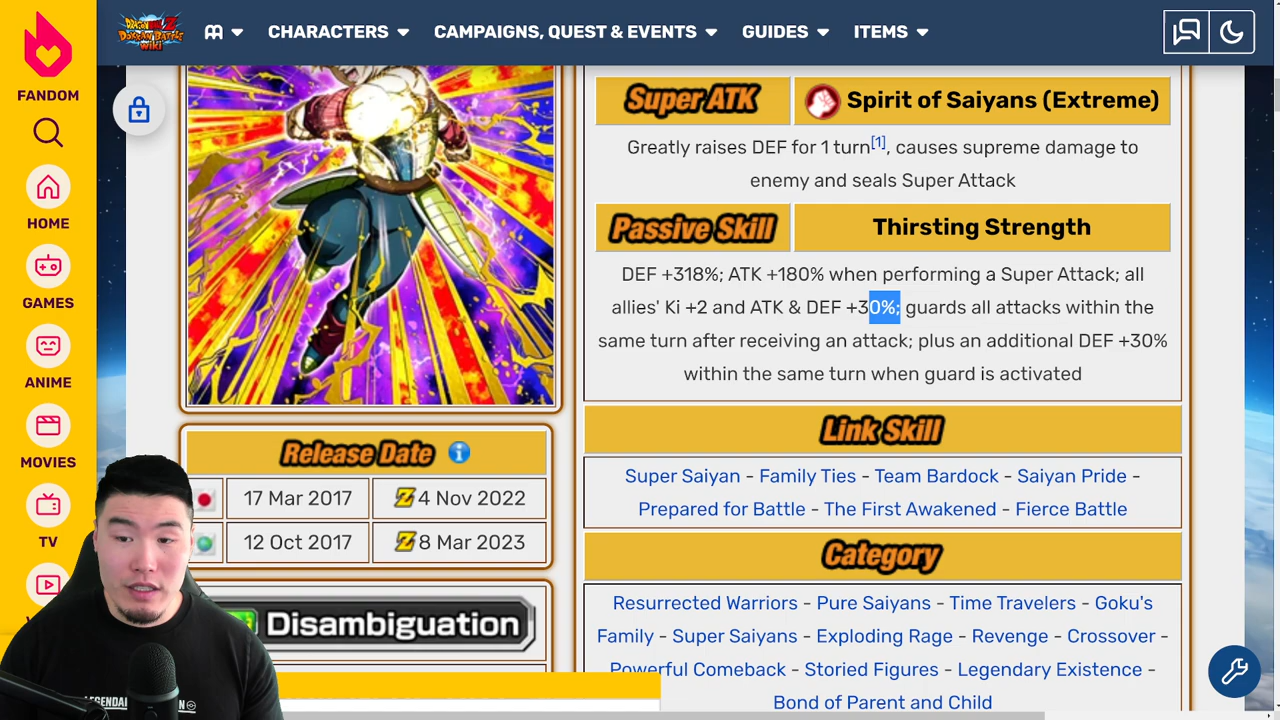 DRAGON BALL Z
DOKKAN BATTLE
WIKI
CHARACTERS
CAMPAIGNS, QUEST & EVENTS
GUIDES
ITEMS
FANDOM
HOME
GAMES
ANIME
MOVIES
TV
Super ATK
Spirit of Saiyans (Extreme)
Greatly raises DEF for 1 turn[1], causes supreme damage to
enemy and seals Super Attack
Passive Skill
Thirsting Strength
DEF +318%; ATK +180% when performing a Super Attack; all
allies' Ki +2 and ATK & DEF +30%; guards all attacks within the
same turn after receiving an attack; plus an additional DEF +30%
within the same turn when guard is activated
Link Skill
Super Saiyan - Family Ties - Team Bardock - Saiyan Pride -
Prepared for Battle - The First Awakened - Fierce Battle
Category
Resurrected Warriors - Pure Saiyans - Time Travelers - Goku's
Family - Super Saiyans - Exploding Rage - Revenge - Crossover -
Powerful Comeback - Storied Figures - Legendary Existence -
Bond of Parent and Child
Release Date
17 Mar 2017
Z 4 Nov 2022
12 Oct 2017
Z 8 Mar 2023
Disambiguation